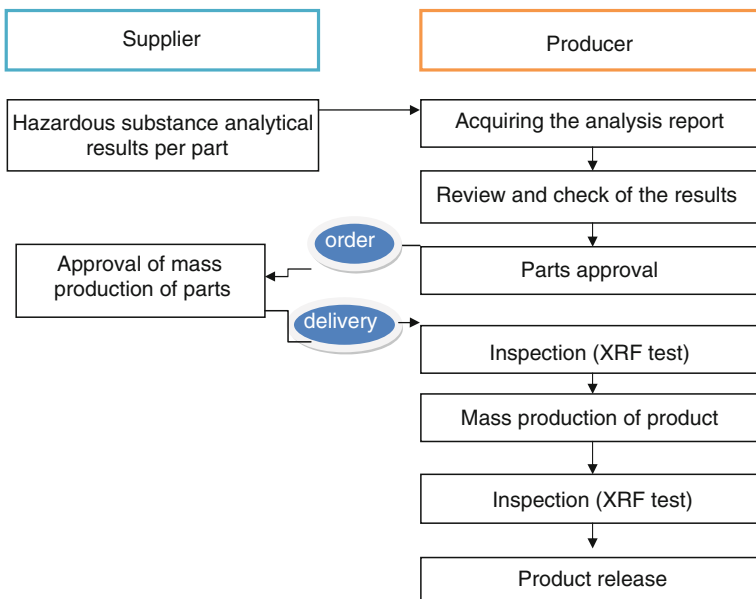 Supplier
Producer
Hazardous substance analytical
results per part
Acquiring the analysis report
Review and check of the results
order
Approval of mass
production of parts
Parts approval
delivery
Inspection (XRF test)
Mass production of product
Inspection (XRF test)
Product release